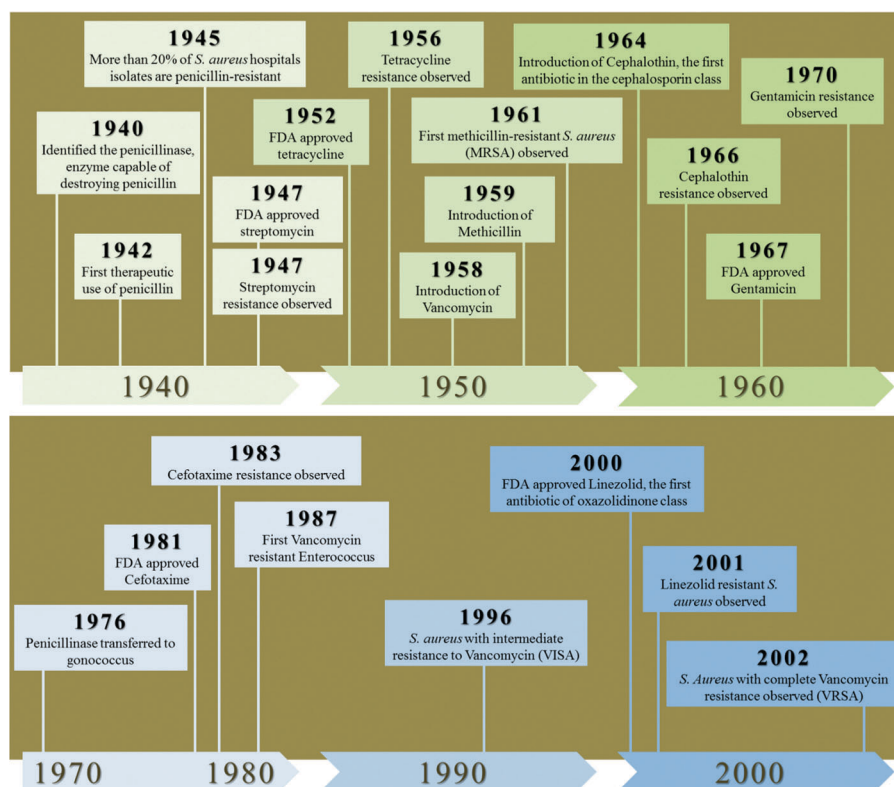 1945
More than 20% of S. aureus hospitals
isolates are penicillin-resistant
1956
Tetracycline
resistance observed
1964
Introduction of Cephalothin, the first
antibiotic in the cephalosporin class
1970
Gentamicin resistance
observed
1940
Identified the penicillinase,
enzyme capable of
destroying penicillin
1952
FDA approved
tetracycline
1961
First methicillin-resistant S. aureus
(MRSA) observed
1966
Cephalothin
resistance observed
1947
FDA approved
streptomycin
1959
Introduction of
Methicillin
1942
First therapeutic
use of penicillin
1947
Streptomycin
resistance observed
1958
Introduction of
Vancomycin
1967
FDA approved
Gentamicin
1940
1950
1960
1983
Cefotaxime resistance observed
2000
FDA approved Linezolid, the first
antibiotic of oxazolidinone class
1981
FDA approved
Cefotaxime
1987
First Vancomycin
resistant Enterococcus
2001
Linezolid resistant S.
aureus observed
1976
Penicillinase transferred to
gonococcus
1996
S. aureus with intermediate
resistance to Vancomycin (VISA)
2002
S. Aureus with complete Vancomycin
resistance observed (VRSA)
1970
1980
1990
2000